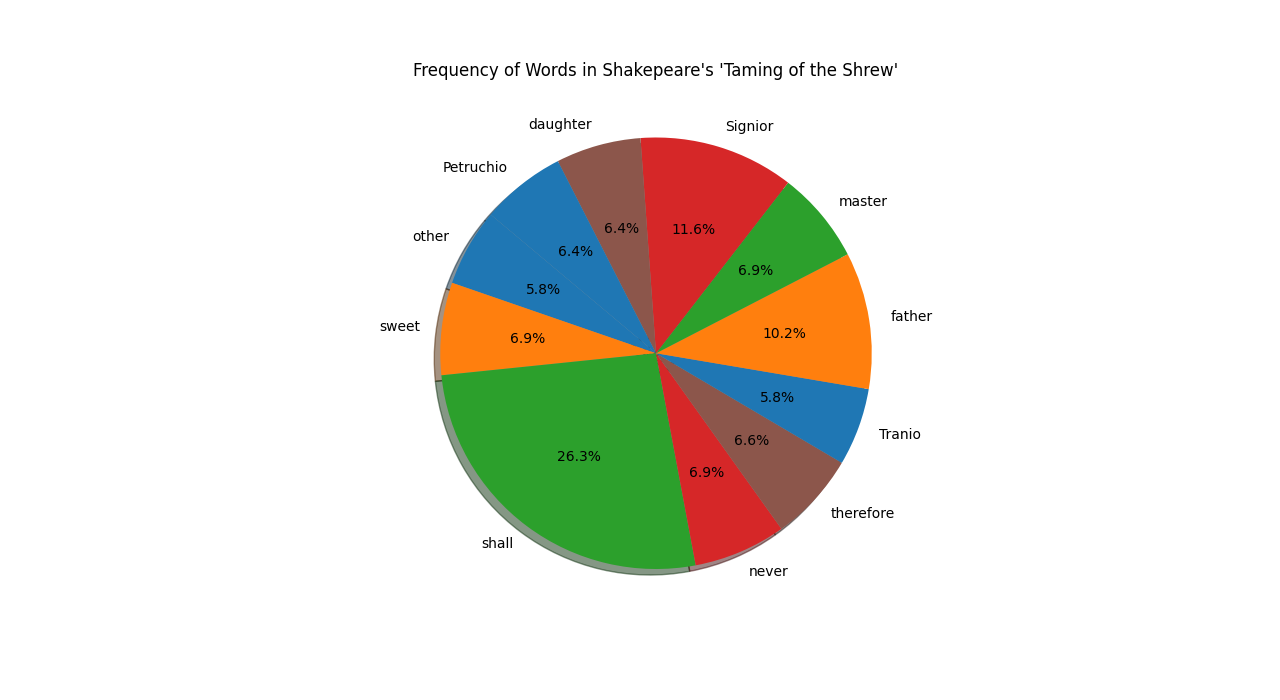 Frequency of Words in Shakepeare's 'Taming of the Shrew'
daughter
Signior
Petruchio
master
6.4%
11.6%
other
6.4%
6.9%
5.8%
sweet
6.9%
10.2%
father
5.8%
Tranio
6.6%
26.3%
6.9%
therefore
shall
never